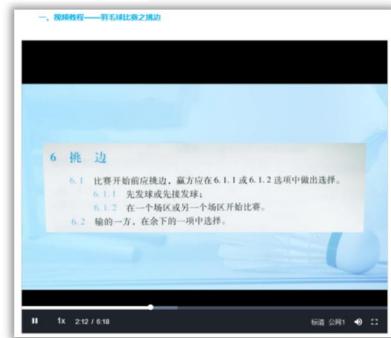 一、视频教程——羽毛球比赛之挑边
6 挑 边
6.1 比赛开始前应挑边，赢方应在6.1.1或6.1.2选项中做出选择。
6.1.1 先发球或先接发球；
6.1.2 在一个场区或另一个场区开始比赛。
6.2 输的一方，在余下的一项中选择。
1x 2:12 / 6:18 标清 公网1